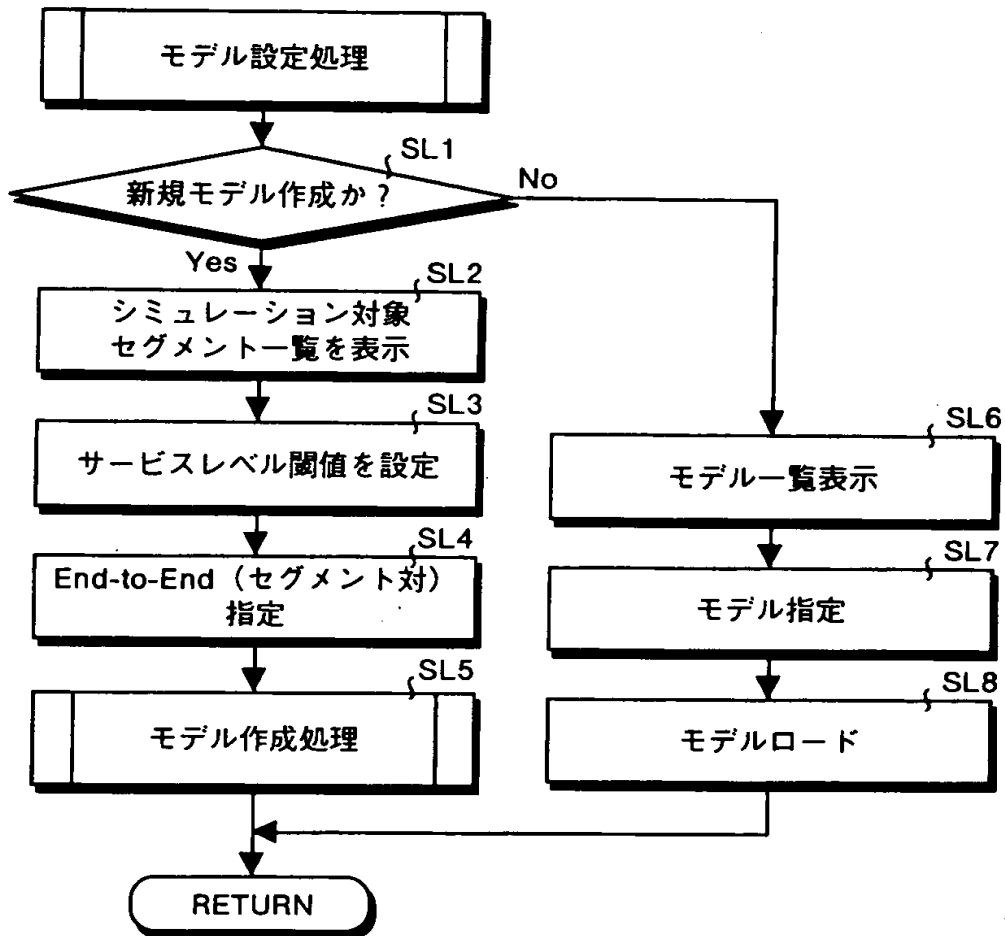 モデル設定処理
SL1
新規モデル作成か?
No
Yes
SL2
シミュレーション対象
セグメント一覧を表示
SL3
サービスレベル閾値を設定
SL4
End-to-End(セグメント対)
指定
SL5
モデル作成処理
SL6
モデル一覧表示
SL7
モデル指定
SL8
モデルロード
RETURN